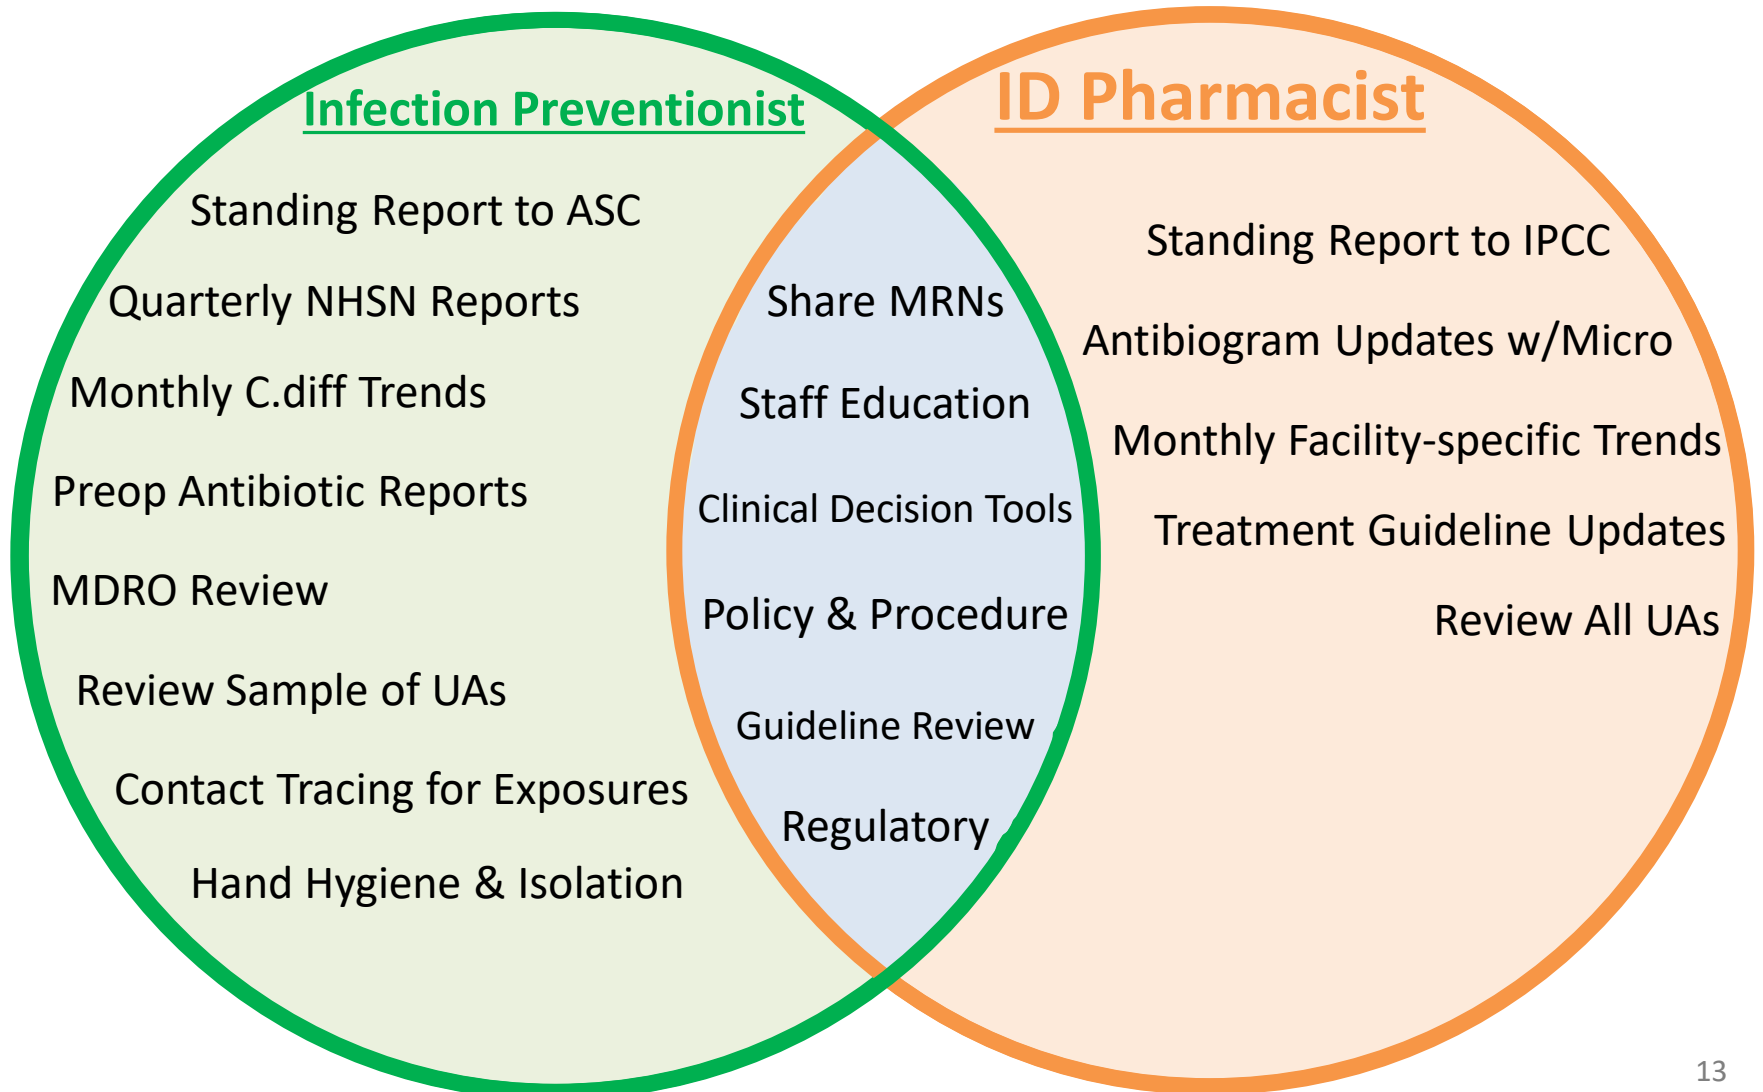 Infection Preventionist
Standing Report to ASC
Quarterly NHSN Reports
Monthly C.diff Trends
Preop Antibiotic Reports
MDRO Review
Review Sample of UAs
Contact Tracing for Exposures
Hand Hygiene & Isolation
Share MRNs
Staff Education
Clinical Decision Tools
Policy & Procedure
Guideline Review
Regulatory
ID Pharmacist
Standing Report to IPCC
Antibiogram Updates w/Micro
Monthly Facility-specific Trends
Treatment Guideline Updates
Review All UAs
13